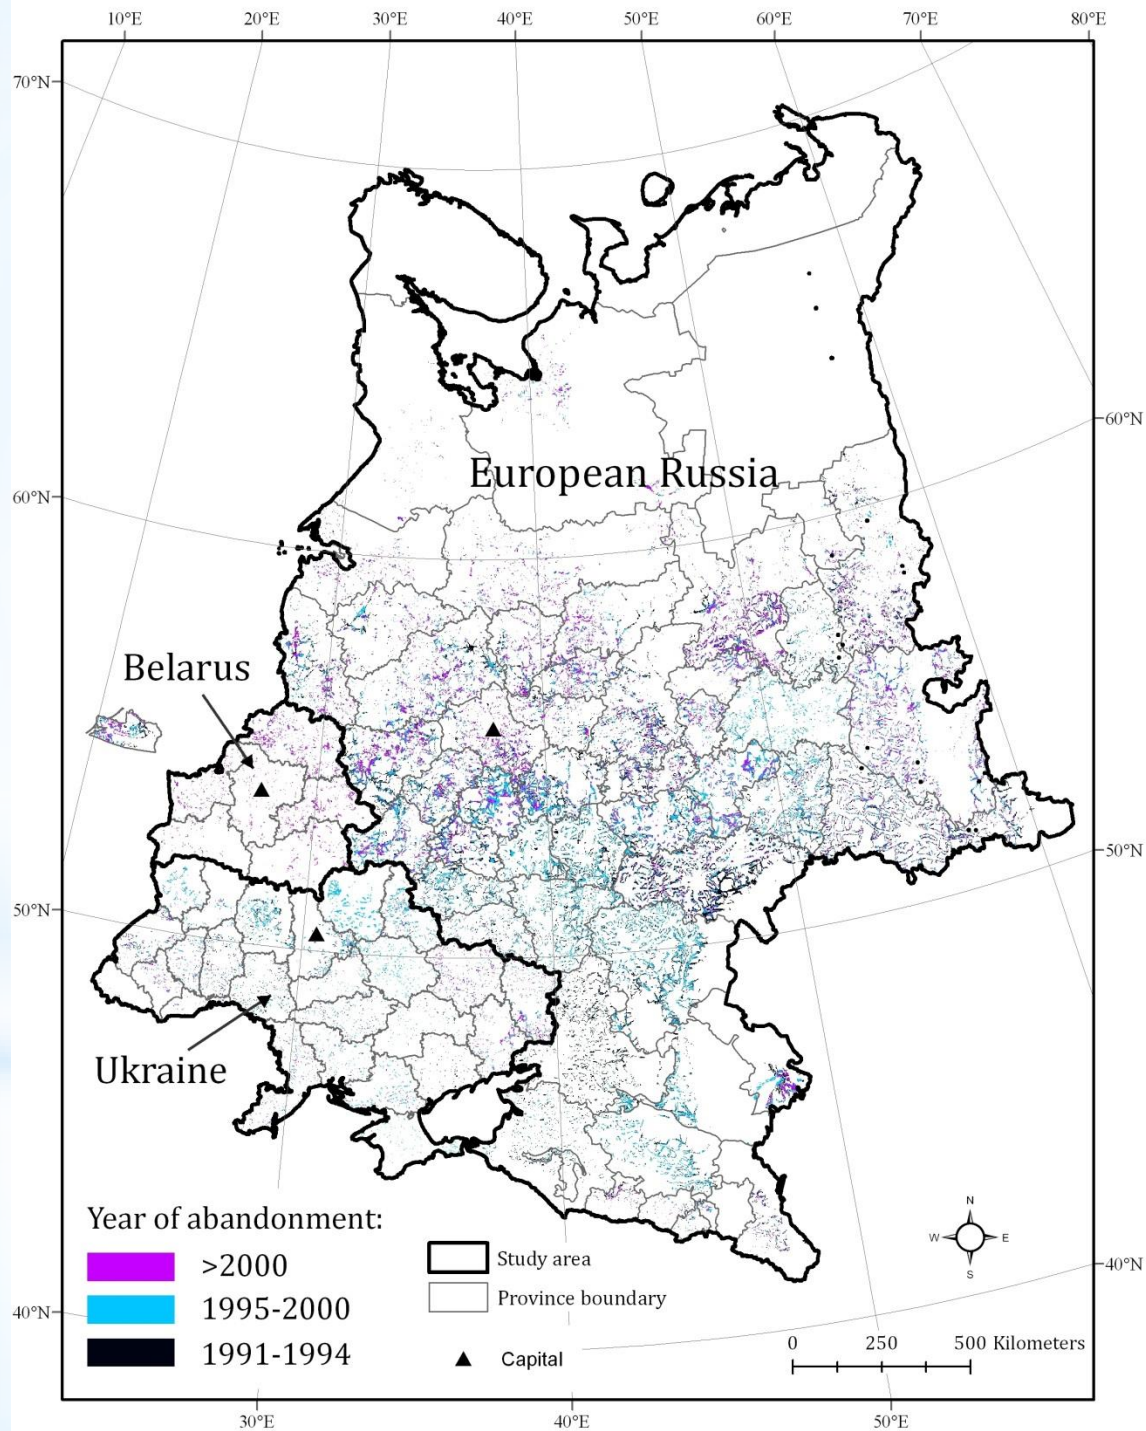 10°E 20°E 30°E 40°E 50°E 60°E 70°E 80°E
70°N
60°N
European Russia
60°N
Belarus
50°N
50°N
Ukraine
Year of abandonment:
>2000
1995-2000
1991-1994
Study area
Province boundary
Capital
N
W E
S
40°N
40°N
0 250 500 Kilometers
30°E 40°E 50°E